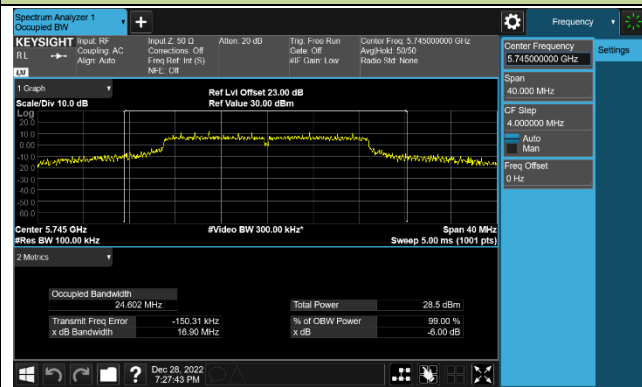 Spectrum Analyzer 1
Occupied BW
Frequency
KEYSIGHT
RL
LXI
Input: RF
Coupling: AC
Align: Auto
Input Z: 50 Ω
Corrections: Off
Freq Ref: Int (S)
NFE: Off
Atten: 20 dB
Trig: Free Run
Gate: Off
#IF Gain: Low
Center Freq: 5.745000000 GHz
Avg|Hold: 50/50
Radio Std: None
Center Frequency
5.745000000 GHz
Settings
Span
40.000 MHz
CF Step
4.000000 MHz
Auto
Man
Freq Offset
0 Hz
1 Graph
Scale/Div 10.0 dB
Ref Lvl Offset 23.00 dB
Ref Value 30.00 dBm
Log
20.0
10.0
0.00
-10.0
-20.0
-30.0
-40.0
-50.0
-60.0
Center 5.745 GHz
#Video BW 300.00 kHz*
Span 40 MHz
#Res BW 100.00 kHz
Sweep 5.00 ms (1001 pts)
2 Metrics
Occupied Bandwidth
24.602 MHz
Total Power 28.5 dBm
Transmit Freq Error -150.31 kHz
% of OBW Power 99.00 %
x dB Bandwidth 16.90 MHz
x dB -6.00 dB
?
Dec 28, 2022
7:27:43 PM